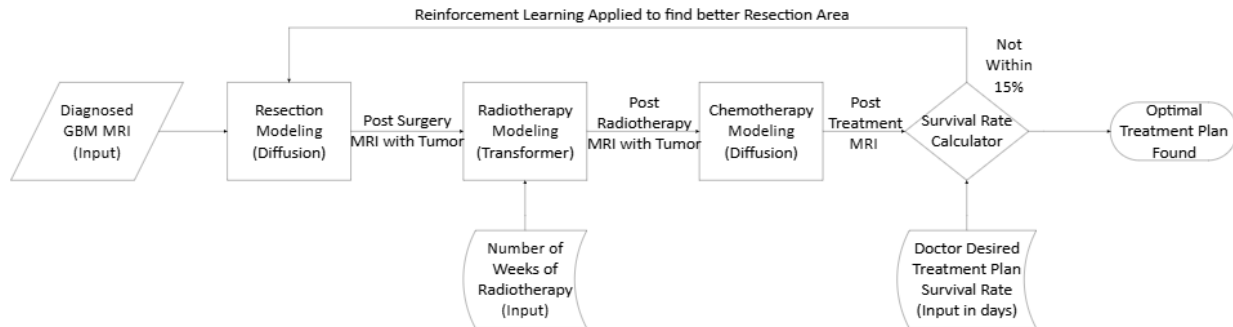 Reinforcement Learning Applied to find better Resection Area
Diagnosed
GBM MRI
(Input)
Resection
Modeling
(Diffusion)
Post Surgery
MRI with Tumor
Radiotherapy
Modeling
(Transformer)
Post
Radiotherapy
MRI with Tumor
Chemotherapy
Modeling
(Diffusion)
Post
Treatment
MRI
Survival Rate
Calculator
Not
Within
15%
Optimal
Treatment Plan
Found
Number of
Weeks of
Radiotherapy
(Input)
Doctor Desired
Treatment Plan
Survival Rate
(Input in days)